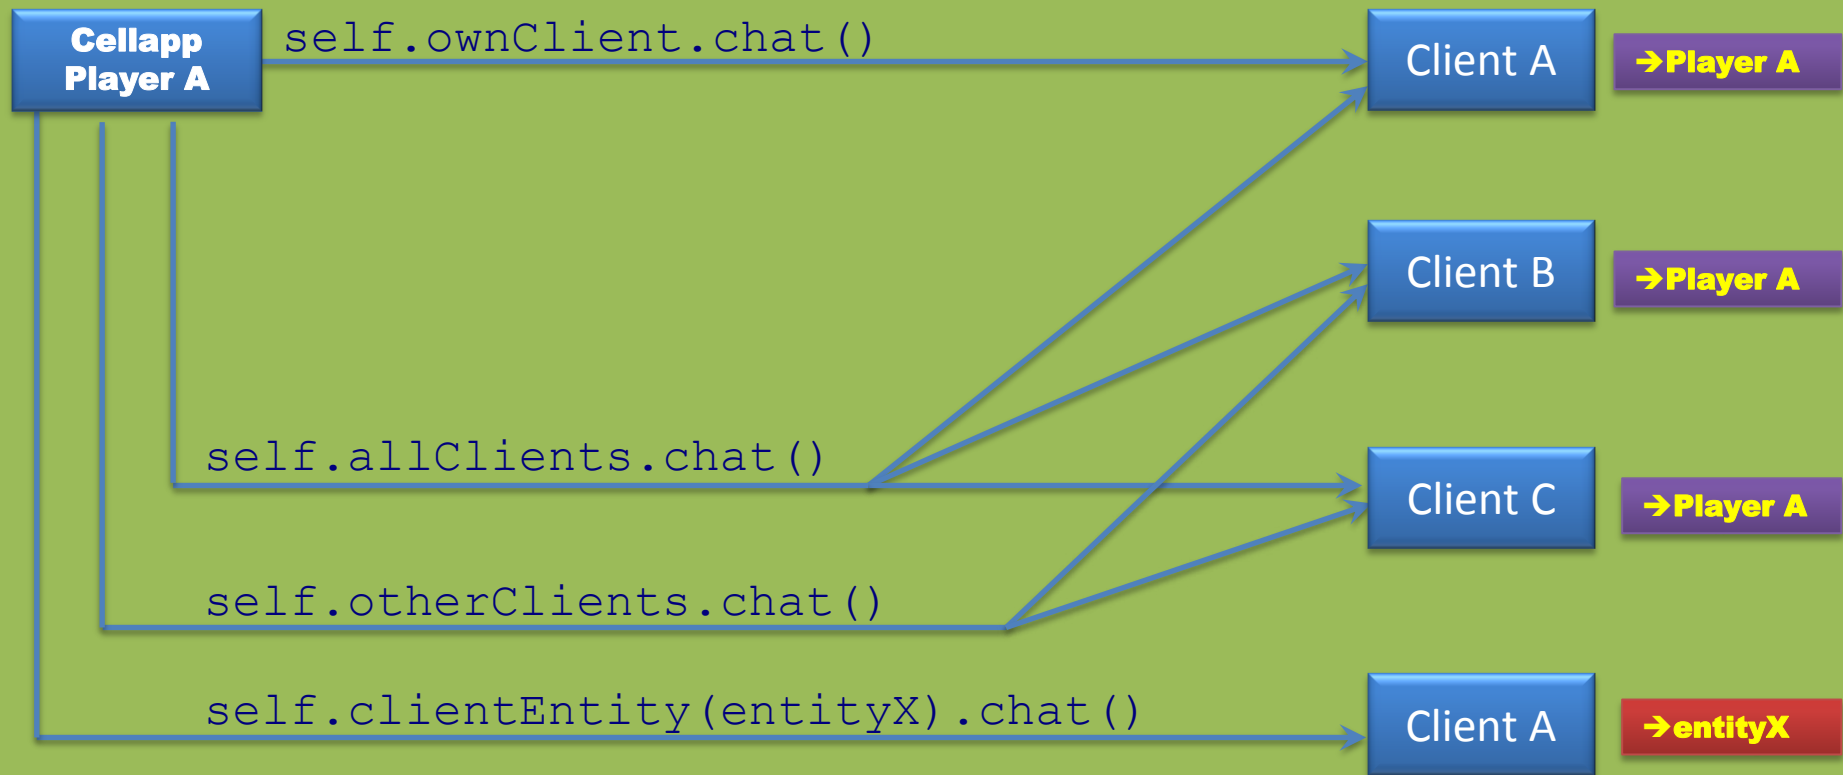 Cellapp
Player A
self.ownClient.chat()
Client A
➔Player A
Client B
➔Player A
self.allClients.chat()
Client C
➔Player A
self.otherClients.chat()
self.clientEntity(entityX).chat()
Client A
➔entityX